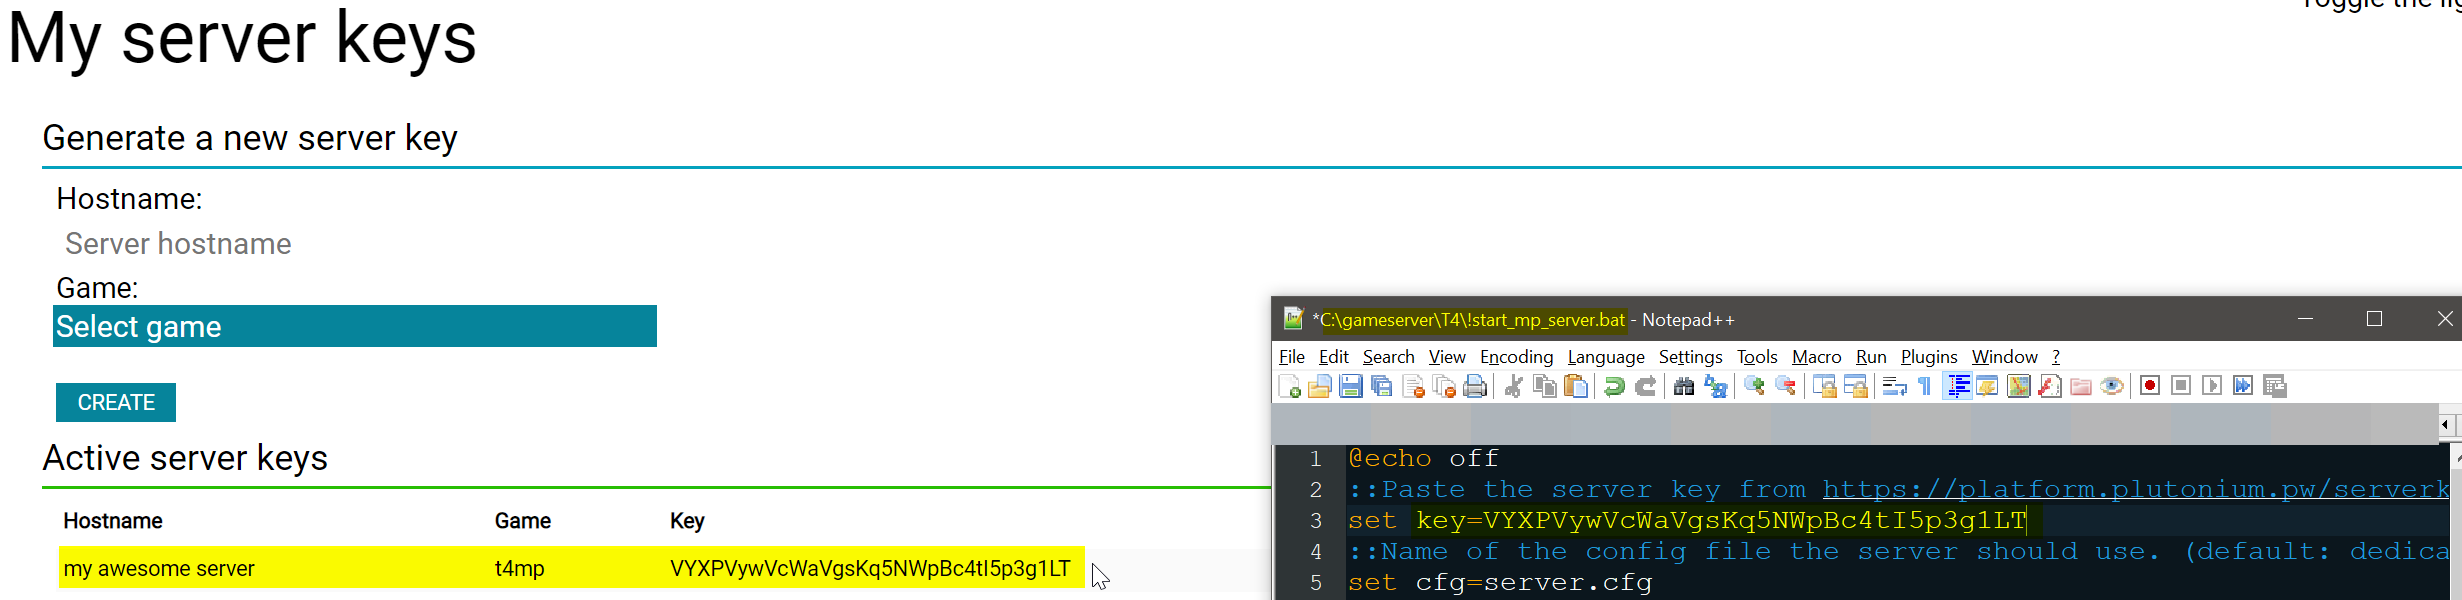 My server keys
Generate a new server key
Hostname:
Server hostname
Game:
Select game
CREATE
Active server keys
Hostname Game Key
my awesome server t4mp VYXPVywVcWaVgsKq5NWpBc4tI5p3g1LT
*C:\gameserver\T4\!start_mp_server.bat - Notepad++
File Edit Search View Encoding Language Settings Tools Macro Run Plugins Window ?
1 @echo off
2 ::Paste the server key from https://platform.plutonium.pw/serverk
3 set key=VYXPVywVcWaVgsKq5NWpBc4tI5p3g1LT
4 ::Name of the config file the server should use. (default: dedica
5 set cfg=server.cfg